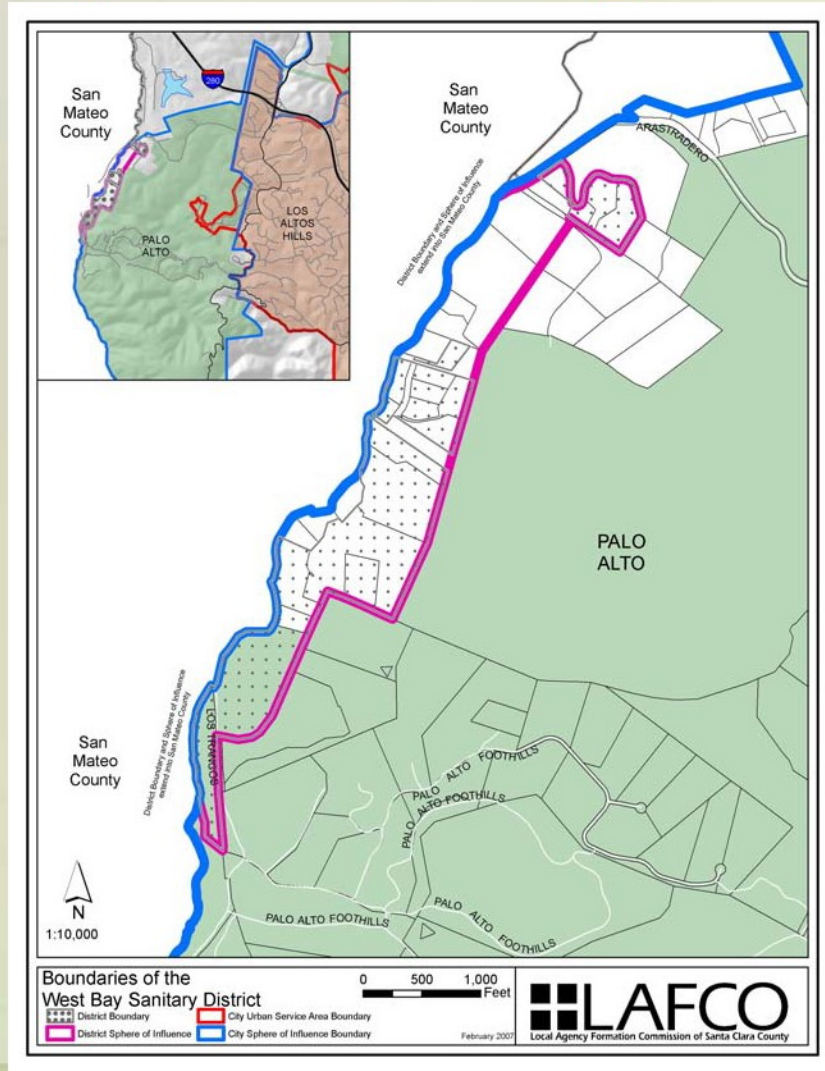 San
Mateo
County
280
LOS
ALTOS
HILLS
PALO
ALTO
San
Mateo
County
ARASTRADERO
District Boundary and Sphere of Influence
extend into San Mateo County
PALO
ALTO
District Boundary and Sphere of Influence
extend into San Mateo County
LOS TRANCOS
San
Mateo
County
PALO ALTO FOOTHILLS
PALO ALTO FOOTHILLS
PALO ALTO FOOTHILLS
PALO ALTO FOOTHILLS
N
1:10,000
Boundaries of the
West Bay Sanitary District
0 500 1,000
Feet
District Boundary
City Urban Service Area Boundary
District Sphere of Influence
City Sphere of Influence Boundary
February 2007
LAFCO
Local Agency Formation Commission of Santa Clara County